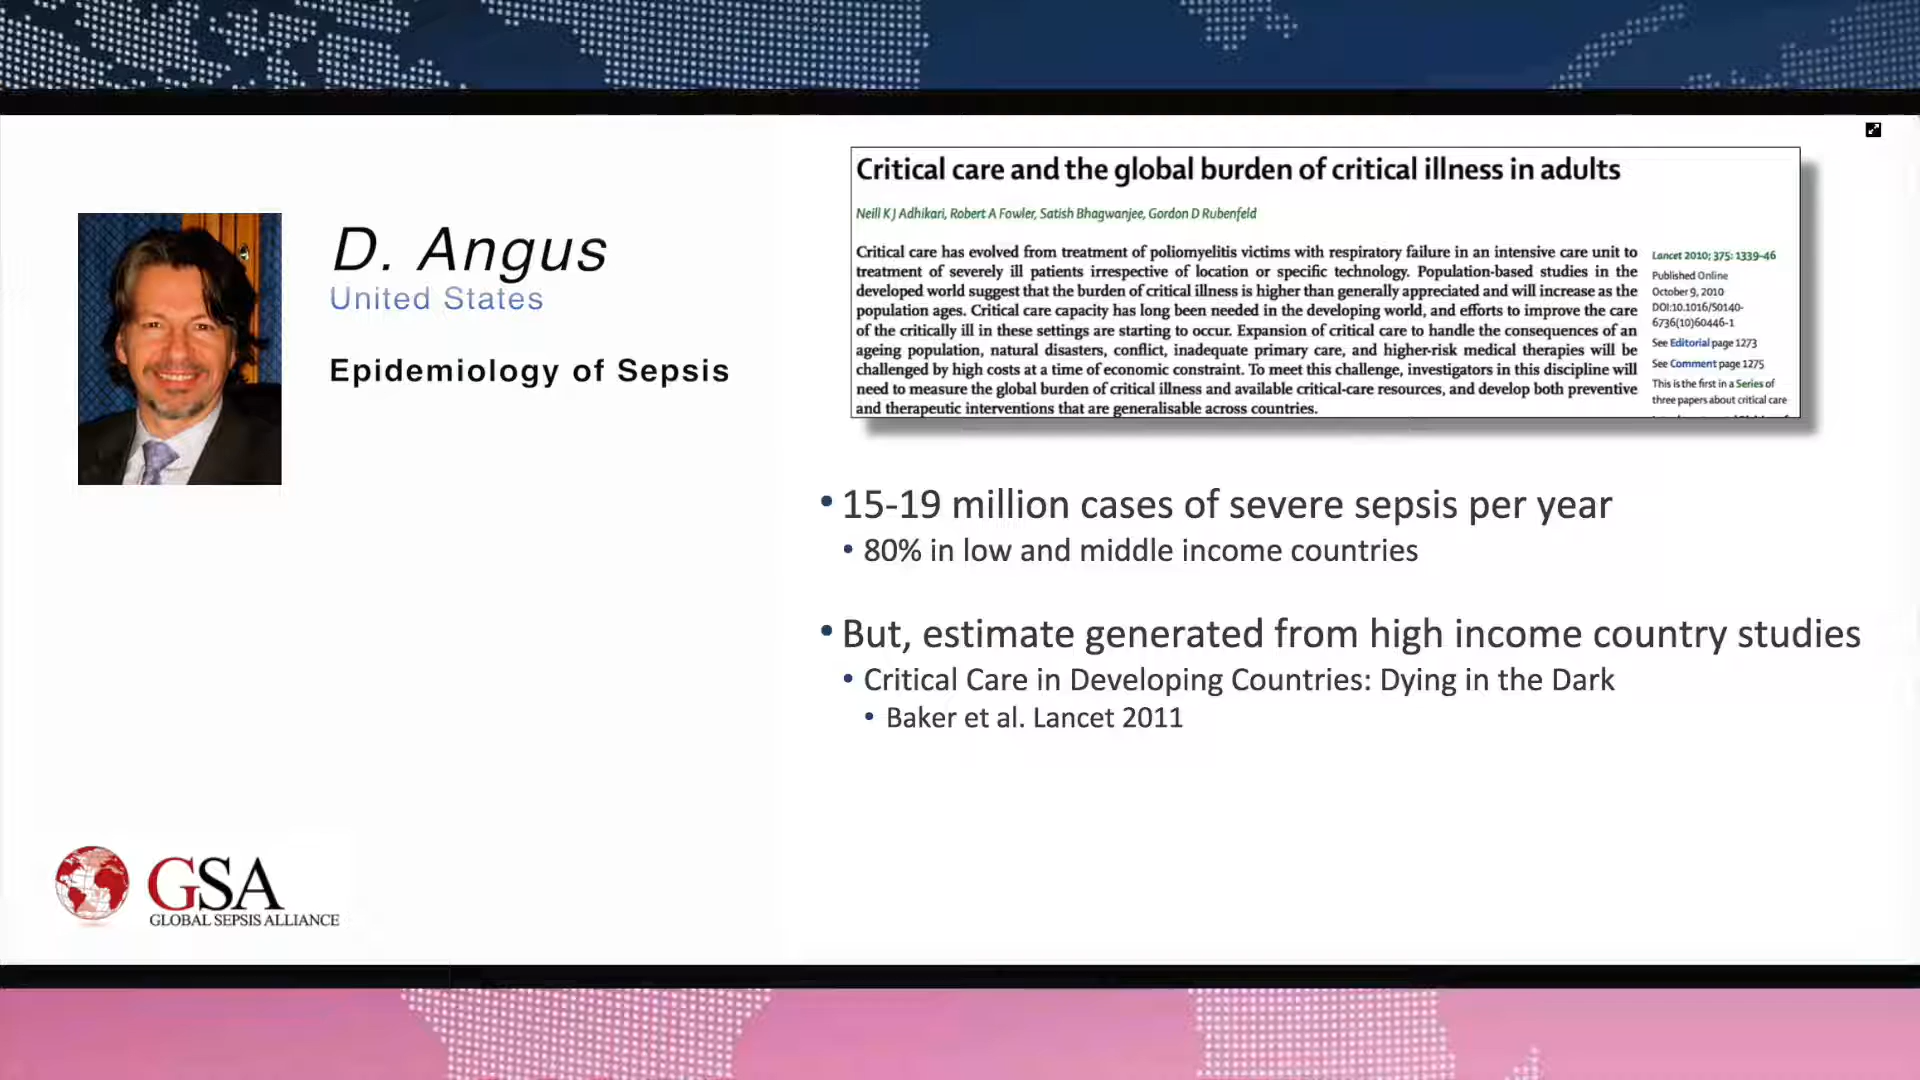 D. Angus
United States
Epidemiology of Sepsis
GSA
GLOBAL SEPSIS ALLIANCE
Critical care and the global burden of critical illness in adults
Neill K J Adhikari, Robert A Fowler, Satish Bhagwanjee, Gordon D Rubenfeld
Critical care has evolved from treatment of poliomyelitis victims with respiratory failure in an intensive care unit to
treatment of severely ill patients irrespective of location or specific technology. Population-based studies in the
developed world suggest that the burden of critical illness is higher than generally appreciated and will increase as the
population ages. Critical care capacity has long been needed in the developing world, and efforts to improve the care
of the critically ill in these settings are starting to occur. Expansion of critical care to handle the consequences of an
ageing population, natural disasters, conflict, inadequate primary care, and higher-risk medical therapies will be
challenged by high costs at a time of economic constraint. To meet this challenge, investigators in this discipline will
need to measure the global burden of critical illness and available critical-care resources, and develop both preventive
and therapeutic interventions that are generalisable across countries.
Lancet 2010; 375: 1339–46
Published Online
October 9, 2010
DOI:10.1016/S0140-
6736(10)60446-1
See Editorial page 1273
See Comment page 1275
This is the first in a Series of
three papers about critical care
• 15-19 million cases of severe sepsis per year
• 80% in low and middle income countries
• But, estimate generated from high income country studies
• Critical Care in Developing Countries: Dying in the Dark
• Baker et al. Lancet 2011